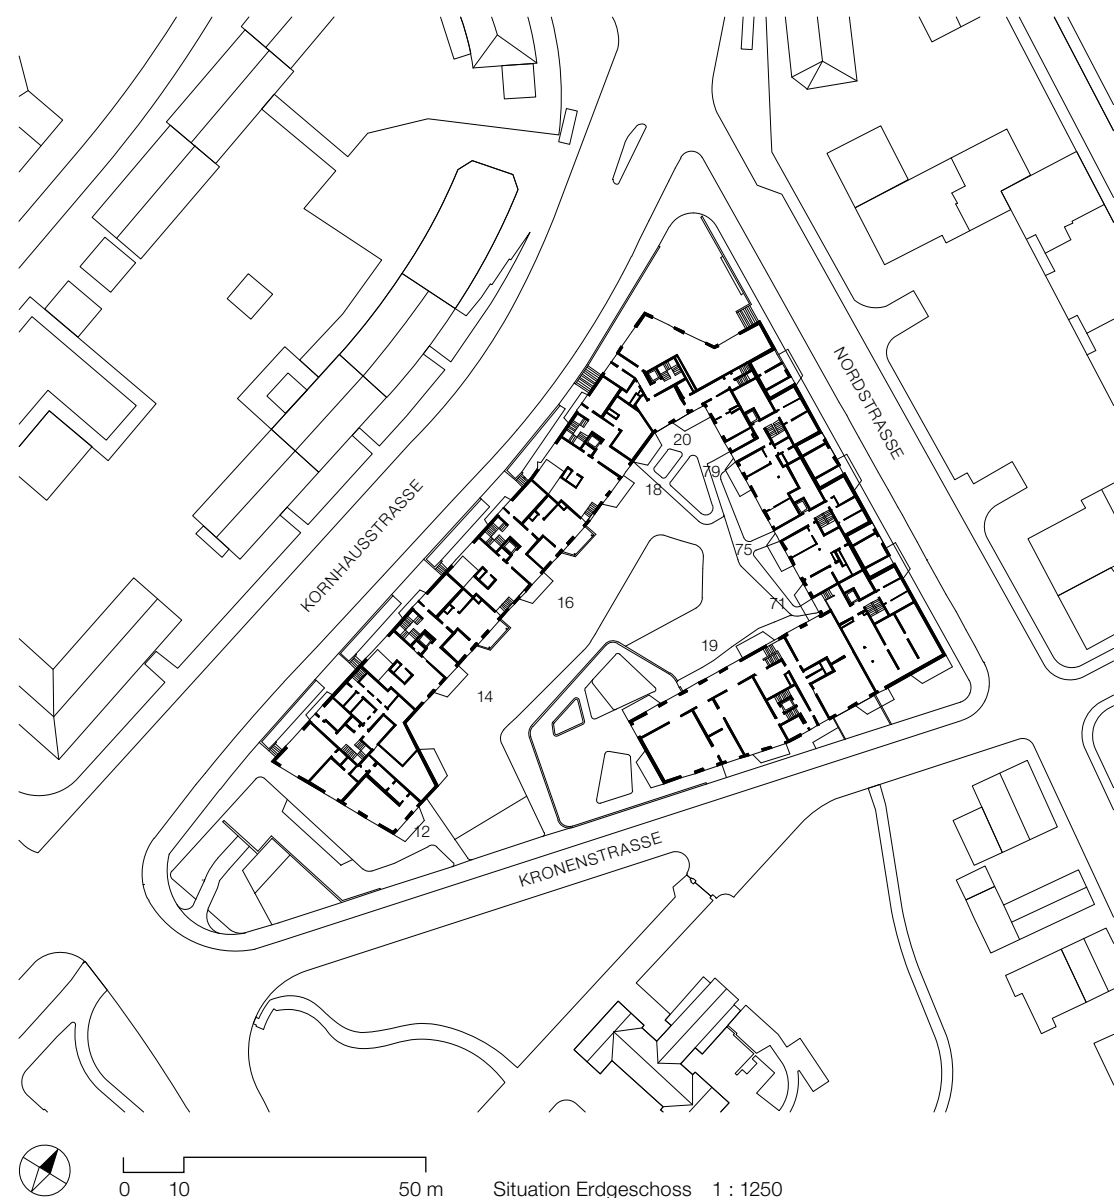 NORDSTRASSE
20
79
18
KORNHAUSSTRASSE
75
16
71
19
14
12
KRONENSTRASSE
0 10 50 m Situation Erdgeschoss 1 : 1250